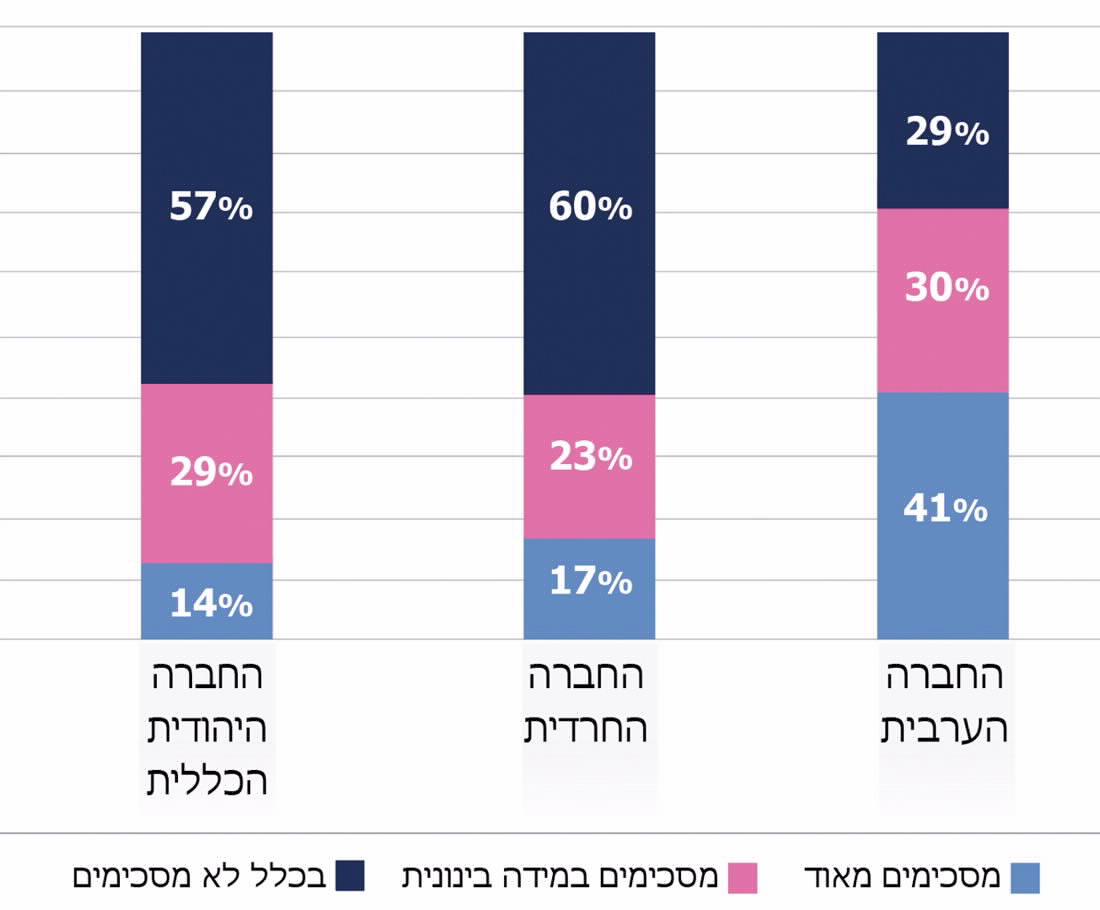 29%
30%
41%
החברה
הערבית
60%
23%
17%
החברה
החרדית
57%
29%
14%
החברה
היהודית
הכללית
מסכימים מאוד
מסכימים במידה בינונית
בכלל לא מסכימים